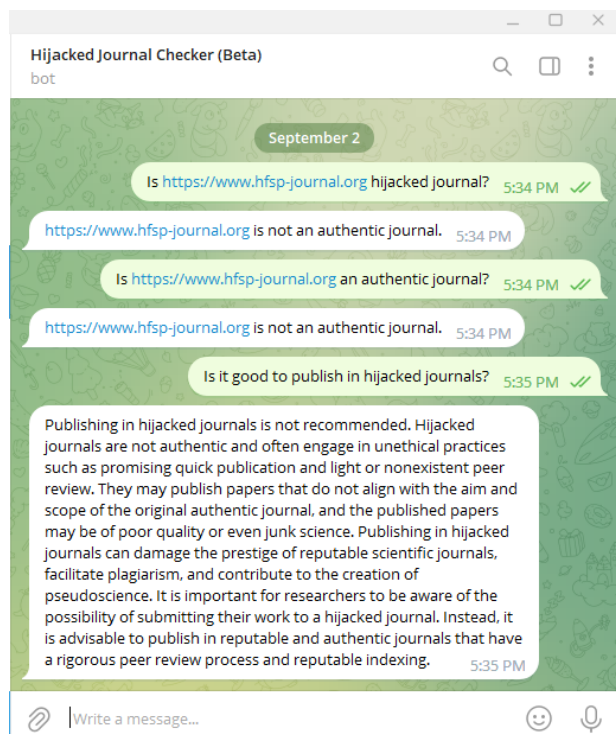 Hijacked Journal Checker (Beta)
bot
September 2
Is https://www.hfsp-journal.org hijacked journal? 5:34 PM
https://www.hfsp-journal.org is not an authentic journal. 5:34 PM
Is https://www.hfsp-journal.org an authentic journal? 5:34 PM
https://www.hfsp-journal.org is not an authentic journal. 5:34 PM
Is it good to publish in hijacked journals? 5:35 PM
Publishing in hijacked journals is not recommended. Hijacked
journals are not authentic and often engage in unethical practices
such as promising quick publication and light or nonexistent peer
review. They may publish papers that do not align with the aim and
scope of the original authentic journal, and the published papers
may be of poor quality or even junk science. Publishing in hijacked
journals can damage the prestige of reputable scientific journals,
facilitate plagiarism, and contribute to the creation of
pseudoscience. It is important for researchers to be aware of the
possibility of submitting their work to a hijacked journal. Instead, it
is advisable to publish in reputable and authentic journals that have
a rigorous peer review process and reputable indexing. 5:35 PM
Write a message...